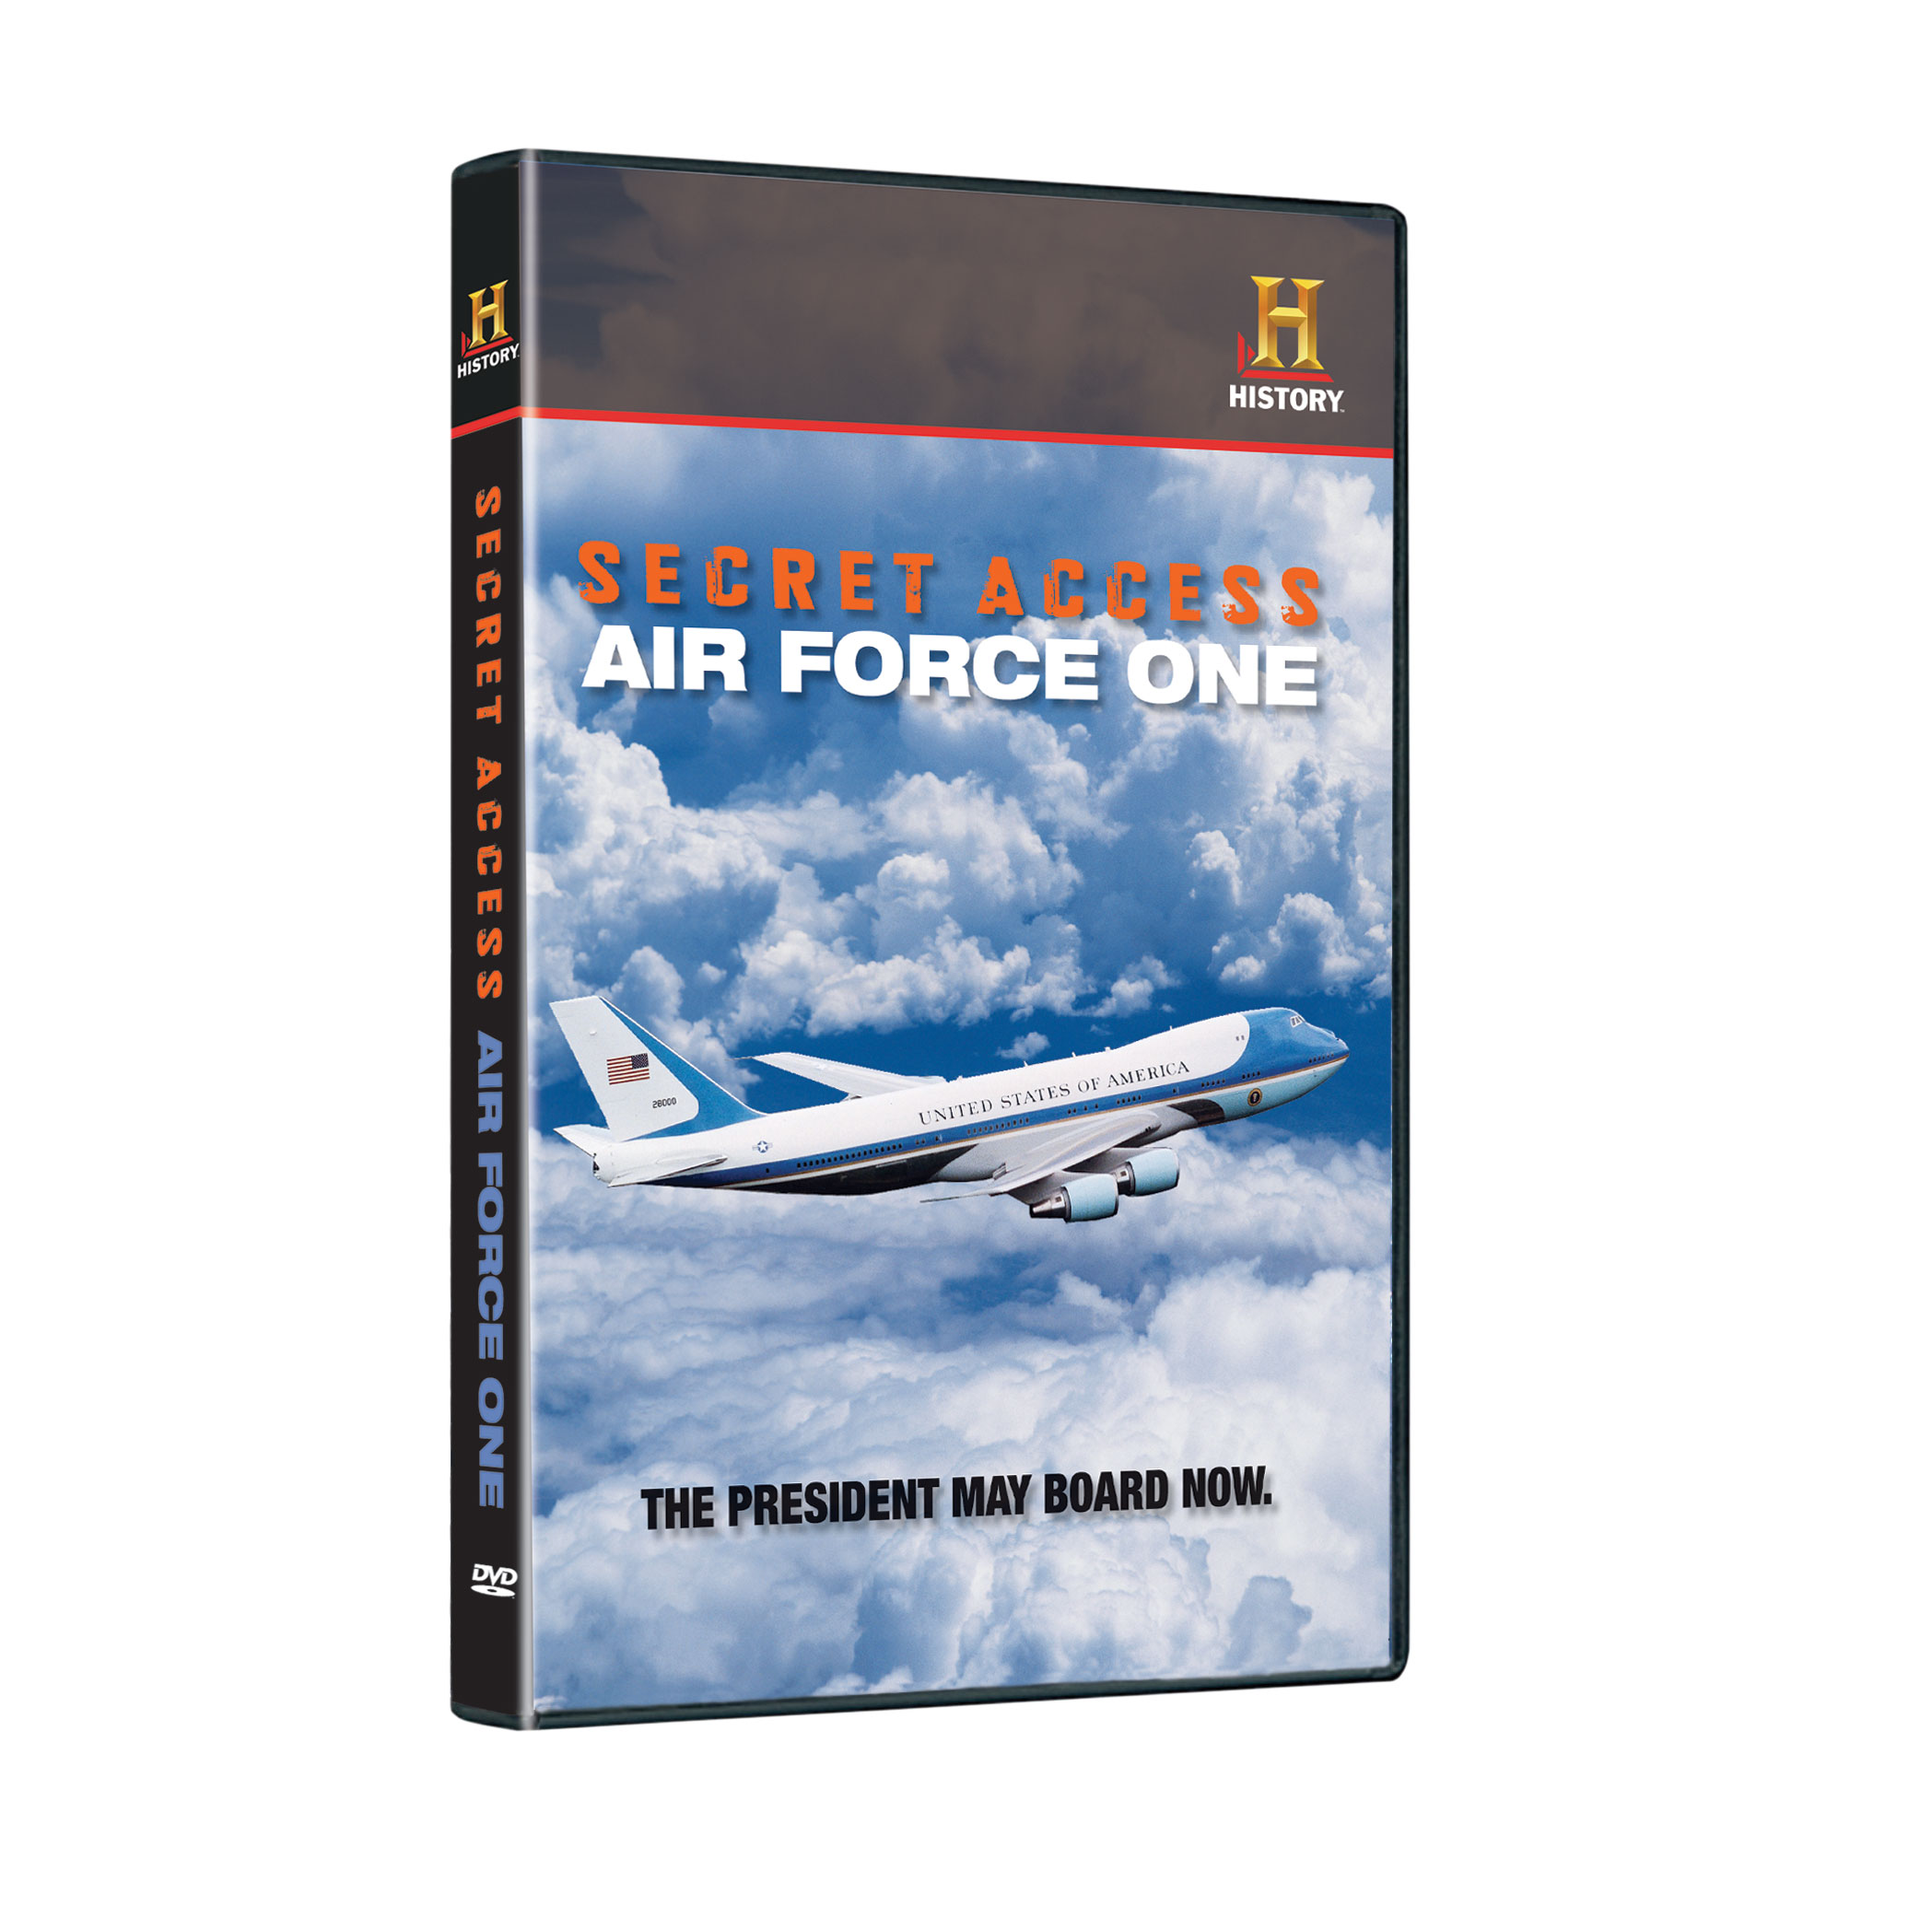 HISTORY
SECRET ACCESS AIR FORCE ONE
DVD
H
HISTORY
SECRET ACCESS
AIR FORCE ONE
28000
UNITED STATES OF AMERICA
THE PRESIDENT MAY BOARD NOW.